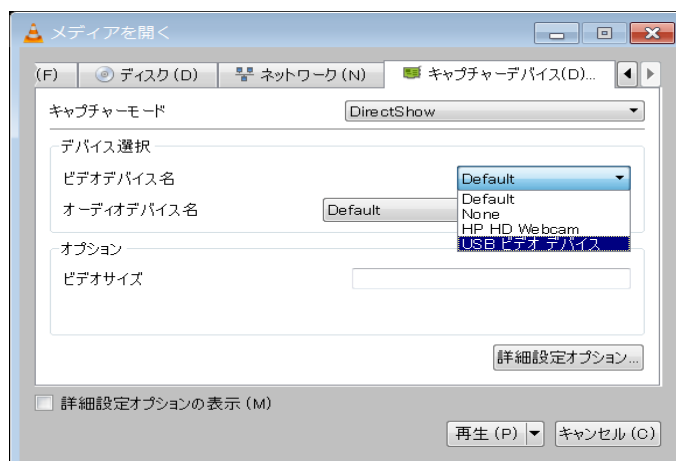 メディアを開く
(F) ディスク(D) ネットワーク(N) キャプチャーデバイス(D)...
キャプチャーモード DirectShow
デバイス選択
ビデオデバイス名 Default
オーディオデバイス名 Default
Default
None
HP HD Webcam
USB ビデオ デバイス
オプション
ビデオサイズ
詳細設定オプション...
詳細設定オプションの表示(M)
再生(P) キャンセル(C)